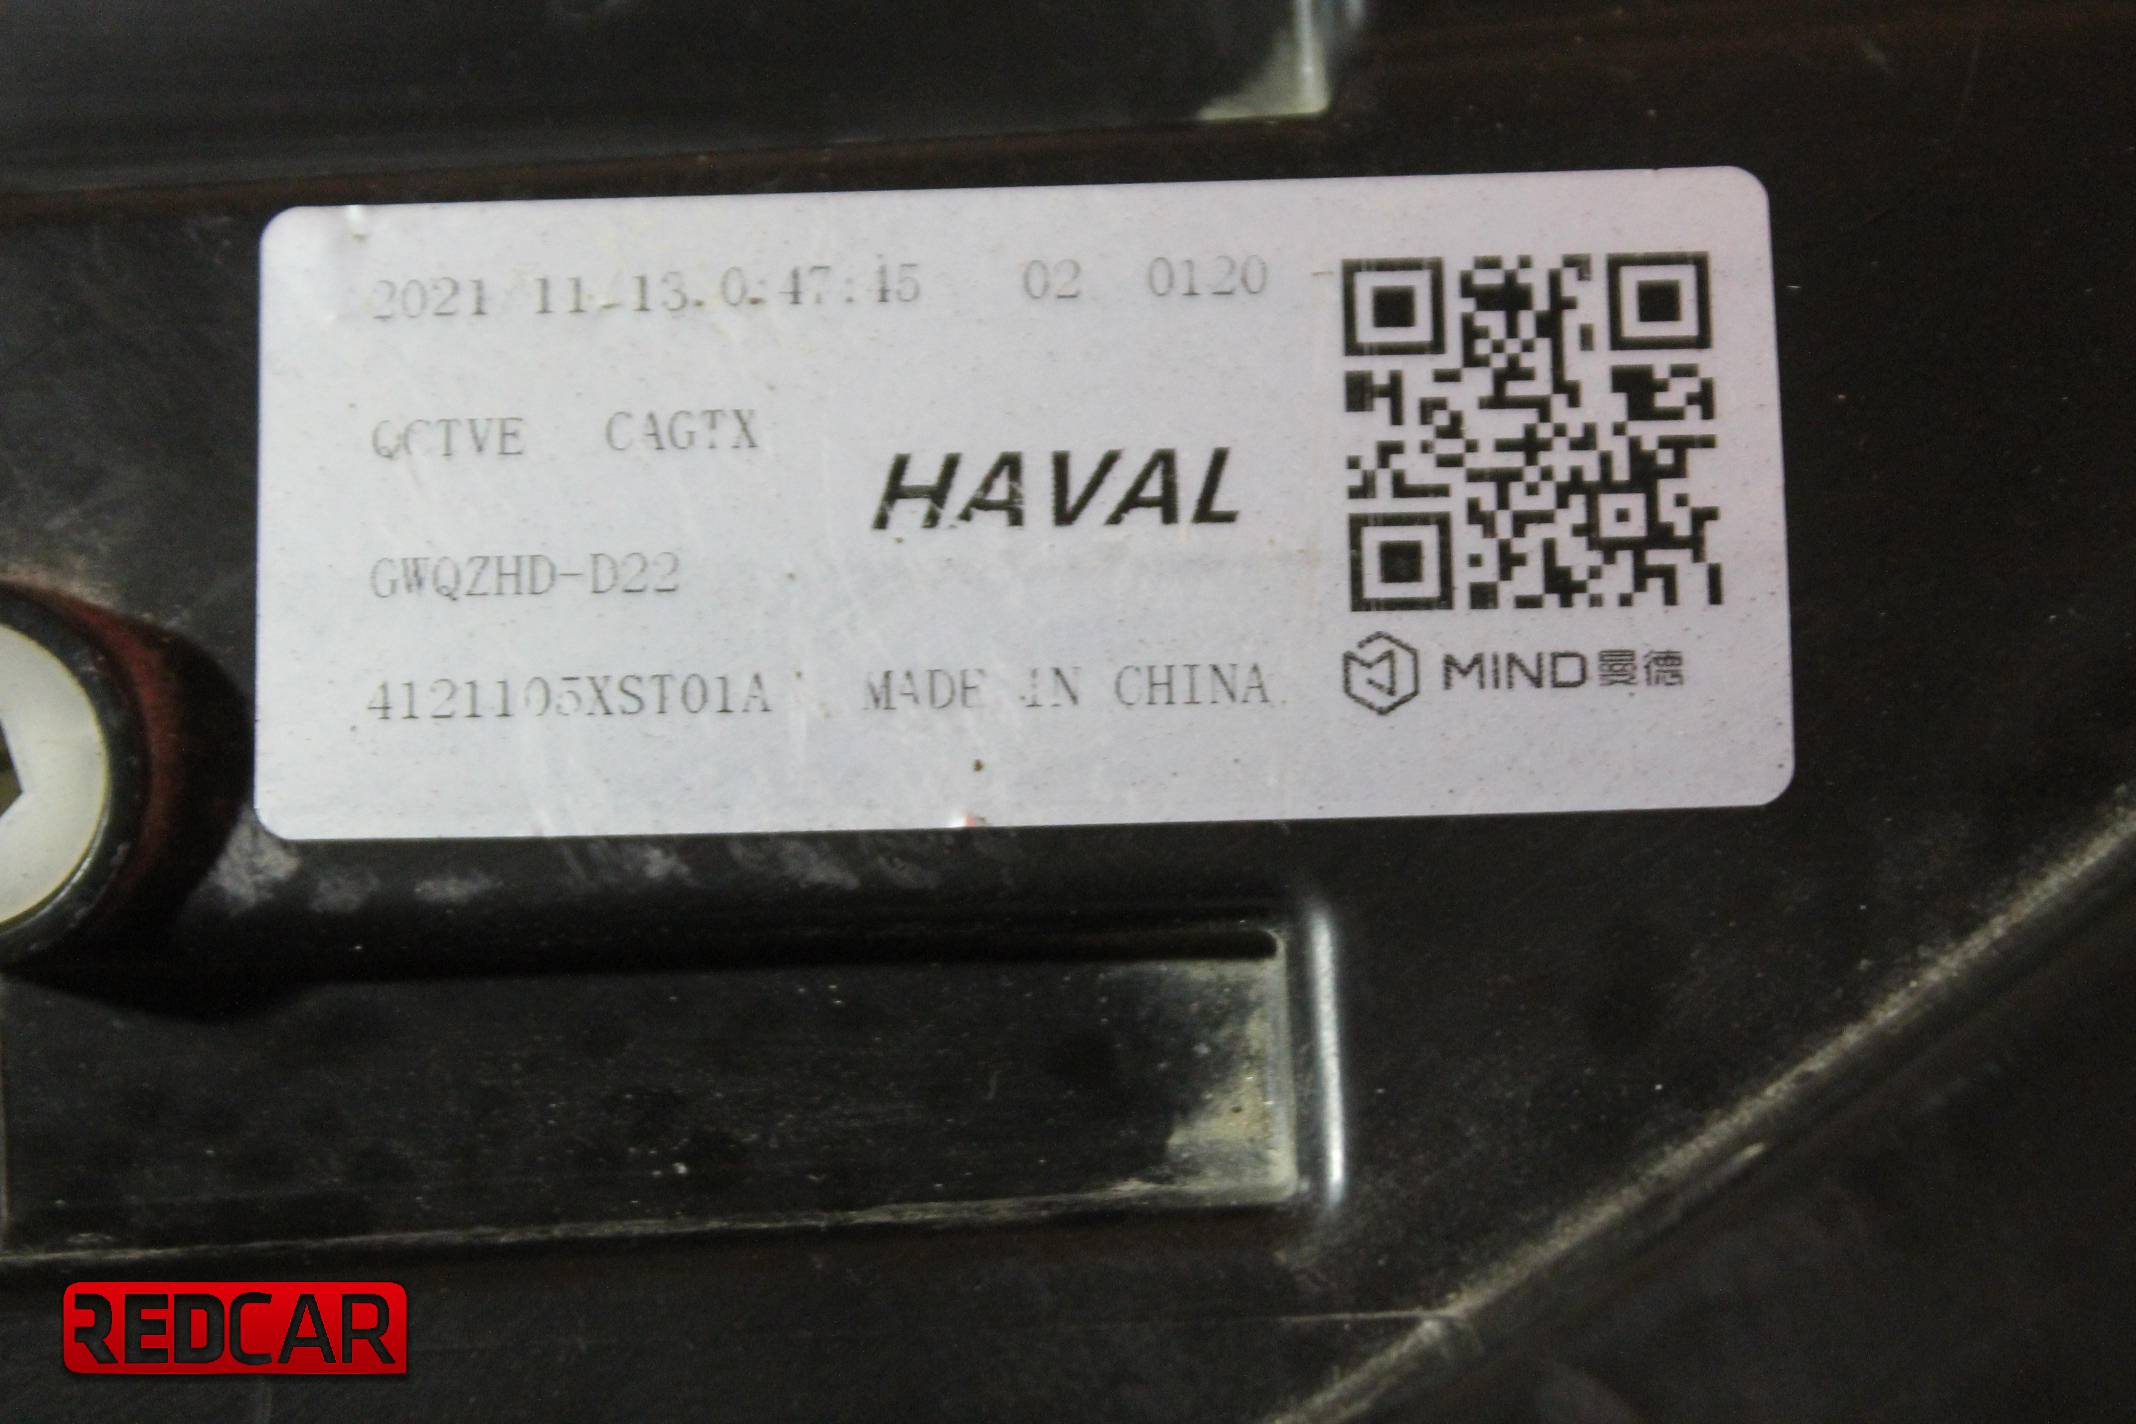 2021/11-13.0:47:45 02 0120
QCTVE CAGTX
HAVAL
GWQZHD-D22
4121105XST01A MADE IN CHINA
MIND曼德
REDCAR